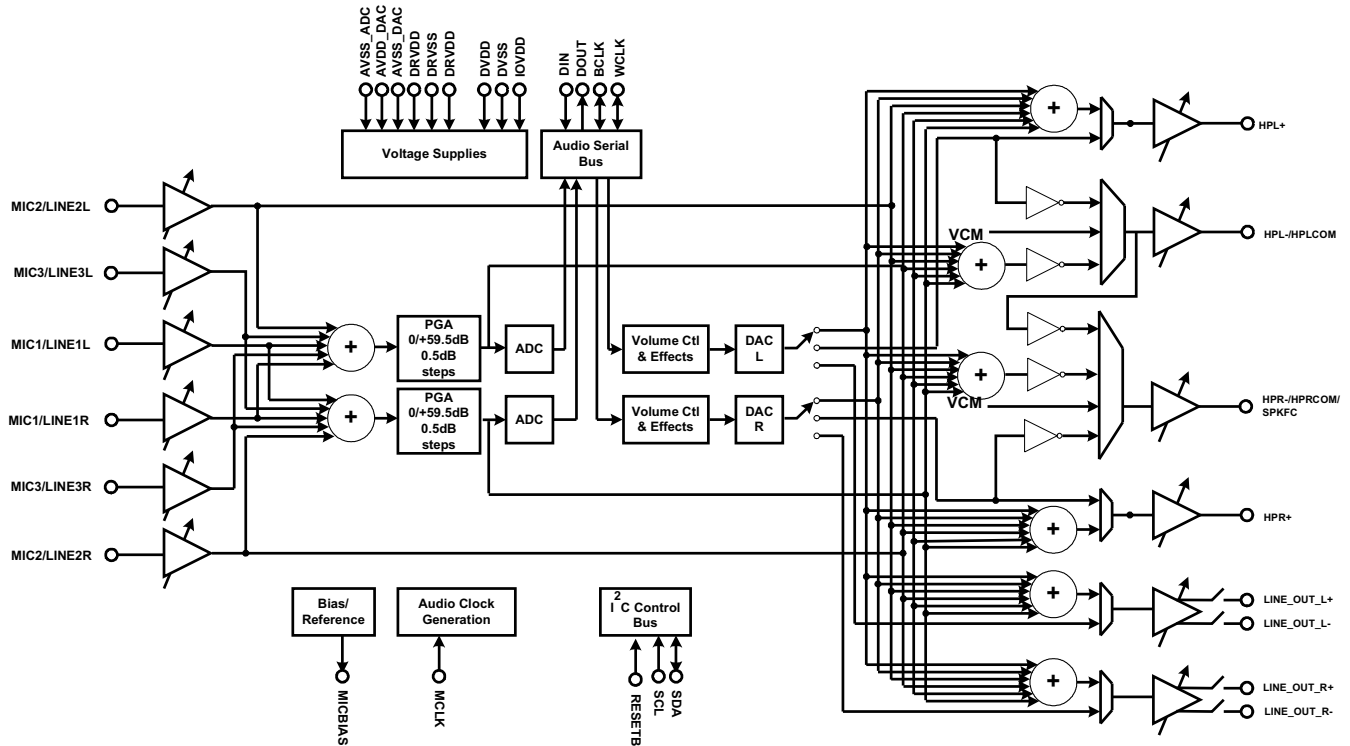 AVSS_ADC
AVDD_DAC
AVSS_DAC
DRVDD
DRVSS
DRVDD
DVDD
DVSS
IOVDD
DIN
DOUT
BCLK
WCLK
Voltage Supplies
Audio Serial
Bus
HPL+
MIC2/LINE2L
VCM
HPL-/HPLCOM
MIC3/LINE3L
MIC1/LINE1L
PGA
0/+59.5dB
0.5dB
steps
ADC
Volume Ctl
& Effects
DAC
L
MIC1/LINE1R
PGA
0/+59.5dB
0.5dB
steps
ADC
Volume Ctl
& Effects
DAC
R
VCM
HPR-/HPRCOM/
SPKFC
MIC3/LINE3R
HPR+
MIC2/LINE2R
Bias/
Reference
Audio Clock
Generation
I2C Control
Bus
LINE_OUT_L+
LINE_OUT_L-
MICBIAS
MCLK
RESETB
SCL
SDA
LINE_OUT_R+
LINE_OUT_R-
+
+
+
+
+
+
+
+